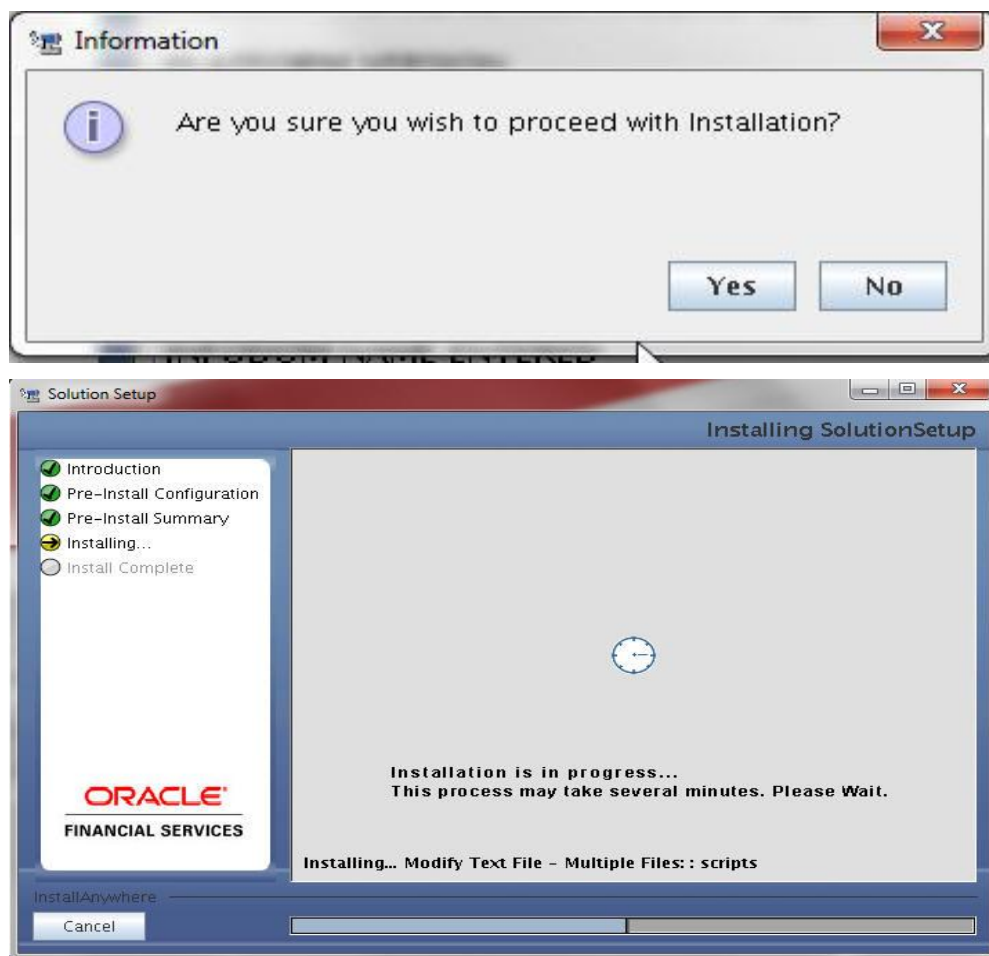 Information
Are you sure you wish to proceed with Installation?
Yes
No
Solution Setup
Installing SolutionSetup
Introduction
Pre-Install Configuration
Pre-Install Summary
Installing...
Install Complete
ORACLE
FINANCIAL SERVICES
Installation is in progress...
This process may take several minutes. Please Wait.
Installing... Modify Text File - Multiple Files: : scripts
InstallAnywhere
Cancel